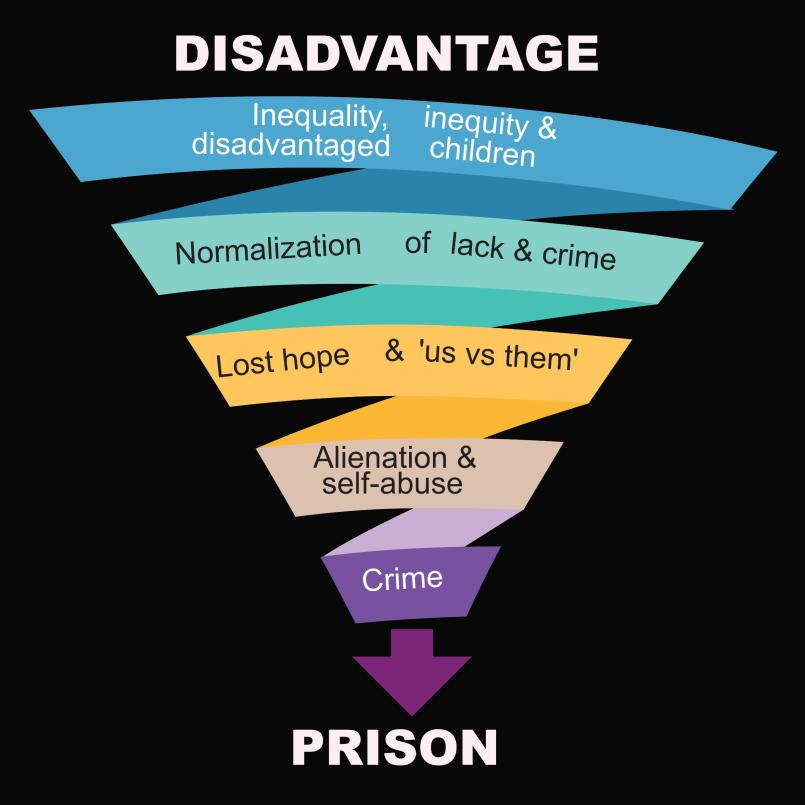 DISADVANTAGE
Inequality, inequity &
disadvantaged children
Normalization of lack & crime
Lost hope & 'us vs them'
Alienation &
self-abuse
Crime
PRISON